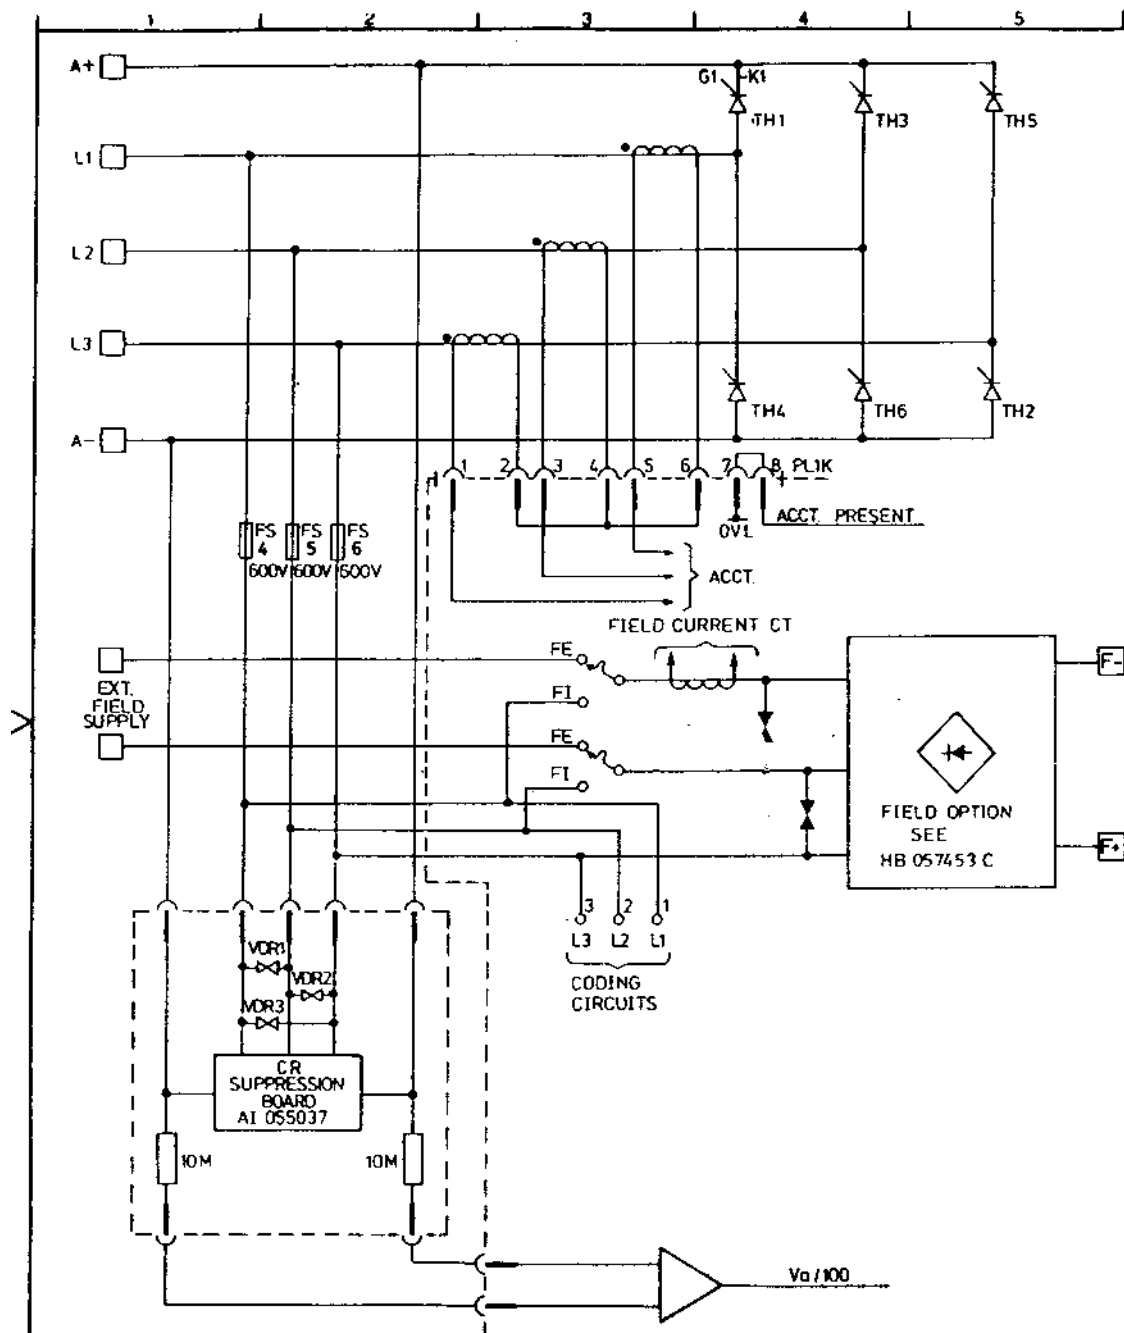 1 2 3 4 5
A+
G1 K1
TH1 TH3 TH5
L1
L2
L3
TH4 TH6 TH2
A-
1 2 3 4 5 6 7 8 PL1K
0VL
ACCT. PRESENT
FS 4 600V
FS 5 600V
FS 6 600V
ACCT.
FIELD CURRENT CT
FE
FI
EXT.
FIELD
SUPPLY
FE
FI
F-
FIELD OPTION
SEE
HB 057453 C
F+
3 2 1
L3 L2 L1
CODING
CIRCUITS
VDR1
VDR2
VDR3
CR
SUPPRESSION
BOARD
AI 055037
10M 10M
Va/100